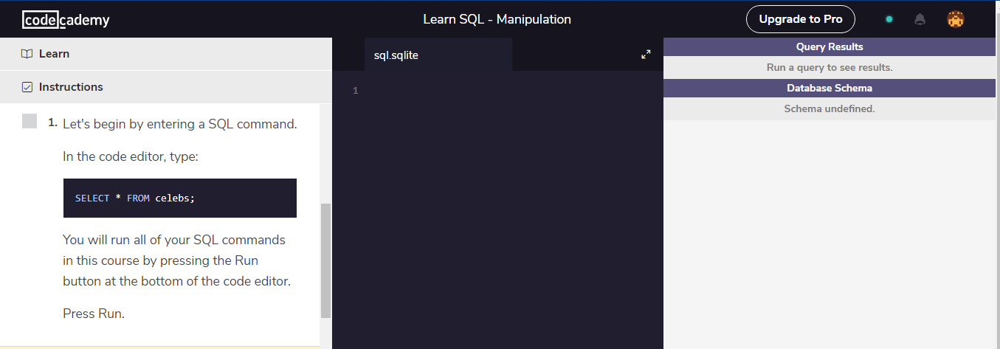 codecademy
Learn SQL - Manipulation
Upgrade to Pro
Learn
Instructions
1. Let's begin by entering a SQL command.
In the code editor, type:
SELECT * FROM celebs;
You will run all of your SQL commands
in this course by pressing the Run
button at the bottom of the code editor.
Press Run.
sql.sqlite
1
Query Results
Run a query to see results.
Database Schema
Schema undefined.